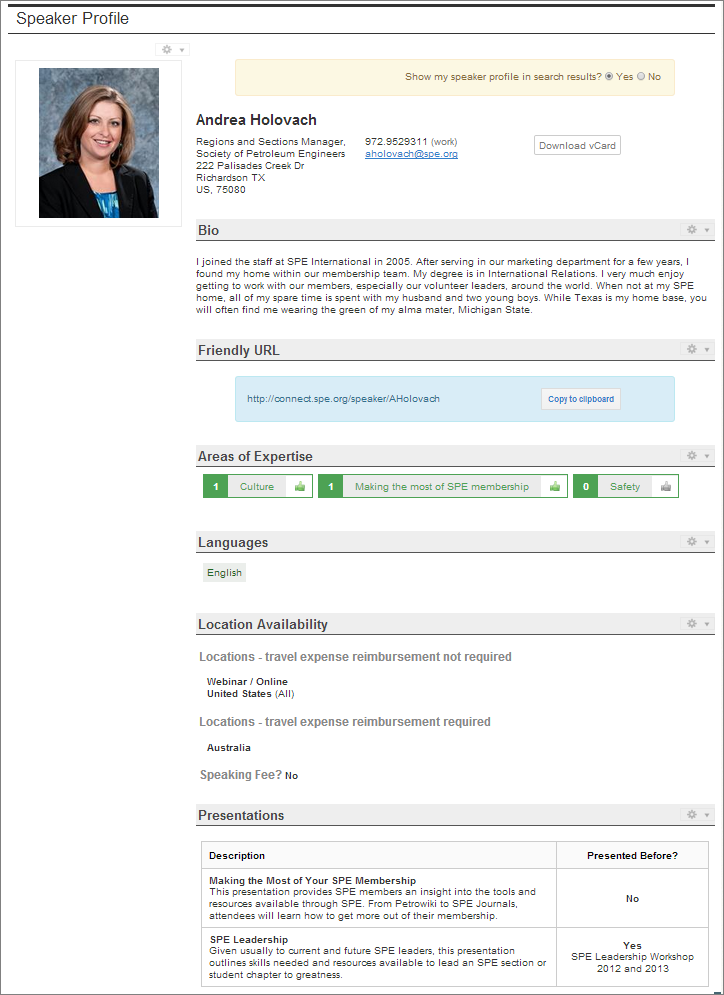 Speaker Profile
Show my speaker profile in search results? Yes No
Andrea Holovach
Regions and Sections Manager,
Society of Petroleum Engineers
222 Palisades Creek Dr
Richardson TX
US, 75080
972.9529311 (work)
aholovach@spe.org
Download vCard
Bio
I joined the staff at SPE International in 2005. After serving in our marketing department for a few years, I
found my home within our membership team. My degree is in International Relations. I very much enjoy
getting to work with our members, especially our volunteer leaders, around the world. When not at my SPE
home, all of my spare time is spent with my husband and two young boys. While Texas is my home base, you
will often find me wearing the green of my alma mater, Michigan State.
Friendly URL
http://connect.spe.org/speaker/AHolovach
Copy to clipboard
Areas of Expertise
1 Culture 1 Making the most of SPE membership 0 Safety
Languages
English
Location Availability
Locations - travel expense reimbursement not required
Webinar / Online
United States (All)
Locations - travel expense reimbursement required
Australia
Speaking Fee? No
Presentations
Description Presented Before?
Making the Most of Your SPE Membership
This presentation provides SPE members an insight into the tools and
resources available through SPE. From Petrowiki to SPE Journals,
attendees will learn how to get more out of their membership.
No
SPE Leadership
Given usually to current and future SPE leaders, this presentation
outlines skills needed and resources available to lead an SPE section or
student chapter to greatness.
Yes
SPE Leadership Workshop
2012 and 2013